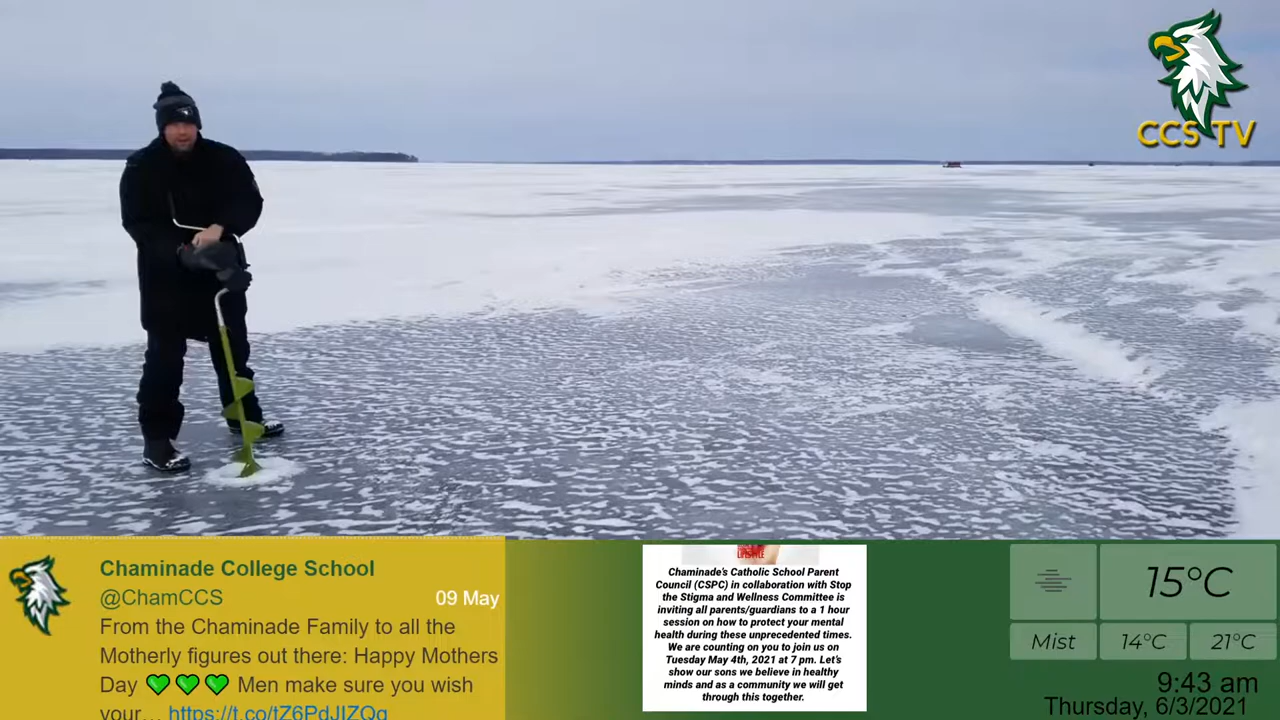 CCS TV
Chaminade College School
@ChamCCS
09 May
From the Chaminade Family to all the
Motherly figures out there: Happy Mothers
Day 💚💚💚 Men make sure you wish
your… https://t.co/tZ6PdJIZQg
Chaminade's Catholic School Parent
Council (CSPC) in collaboration with Stop
the Stigma and Wellness Committee is
inviting all parents/guardians to a 1 hour
session on how to protect your mental
health during these unprecedented times.
We are counting on you to join us on
Tuesday May 4th, 2021 at 7 pm. Let's
show our sons we believe in healthy
minds and as a community we will get
through this together.
15°C
Mist
14°C
21°C
9:43 am
Thursday, 6/3/2021